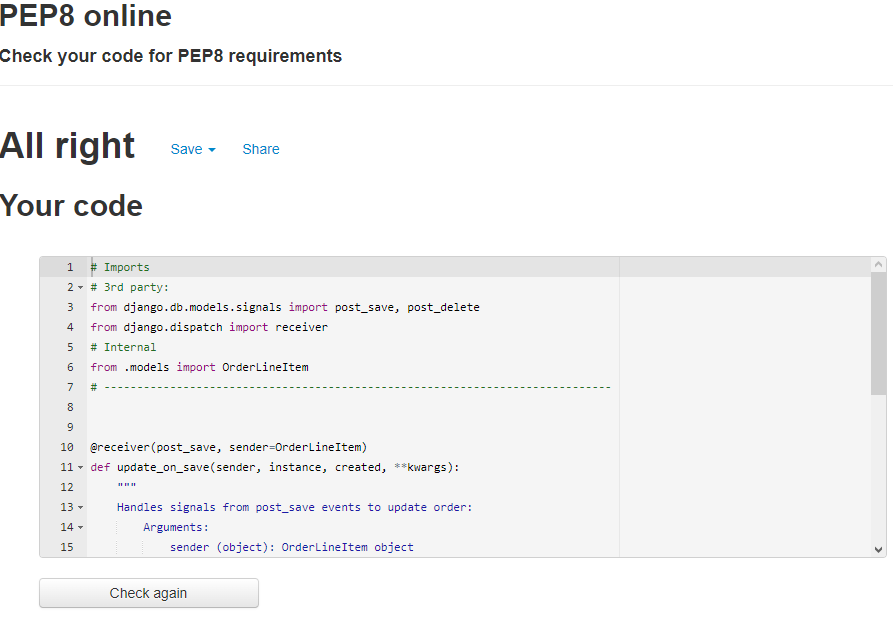 PEP8 online
Check your code for PEP8 requirements
All right Save Share
Your code
1 # Imports
2 # 3rd party:
3 from django.db.models.signals import post_save, post_delete
4 from django.dispatch import receiver
5 # Internal
6 from .models import OrderLineItem
7 # -----------------------------------------------------------------------------
8
9
10 @receiver(post_save, sender=OrderLineItem)
11 def update_on_save(sender, instance, created, **kwargs):
12 """
13 Handles signals from post_save events to update order:
14 Arguments:
15 sender (object): OrderLineItem object
Check again